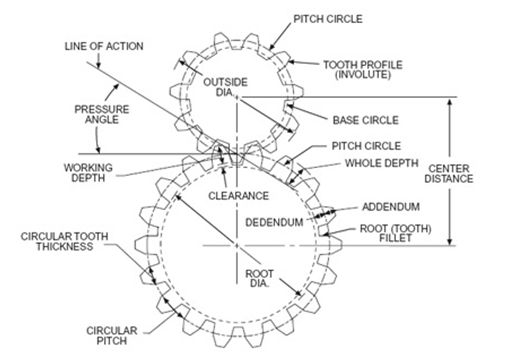 PITCH CIRCLE
LINE OF ACTION
TOOTH PROFILE
(INVOLUTE)
OUTSIDE
DIA.
PRESSURE
ANGLE
BASE CIRCLE
PITCH CIRCLE
WHOLE DEPTH
WORKING
DEPTH
CENTER
DISTANCE
CLEARANCE
ADDENDUM
DEDENDUM
ROOT (TOOTH)
FILLET
CIRCULAR TOOTH
THICKNESS
ROOT
DIA.
CIRCULAR
PITCH